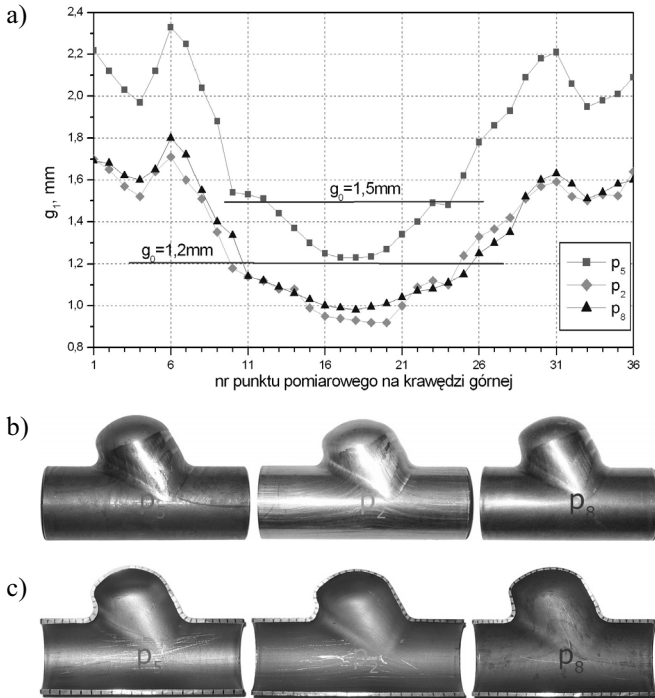 a)
2,4
2,2
2,0
1,8
1,6
1,4
1,2
1,0
0,8
g₁, mm
g₀=1,5mm
g₀=1,2mm
p₅
p₂
p₈
1 6 11 16 21 26 31 36
nr punktu pomiarowego na krawędzi górnej
b)
p₅ p₂ p₈
c)
p₅ p₂ p₈